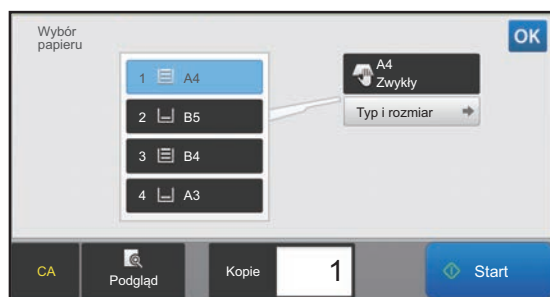 Wybór
papieru
OK
1 A4
2 B5
3 B4
4 A3
A4
Zwykły
Typ i rozmiar
CA
Podgląd
Kopie
1
Start